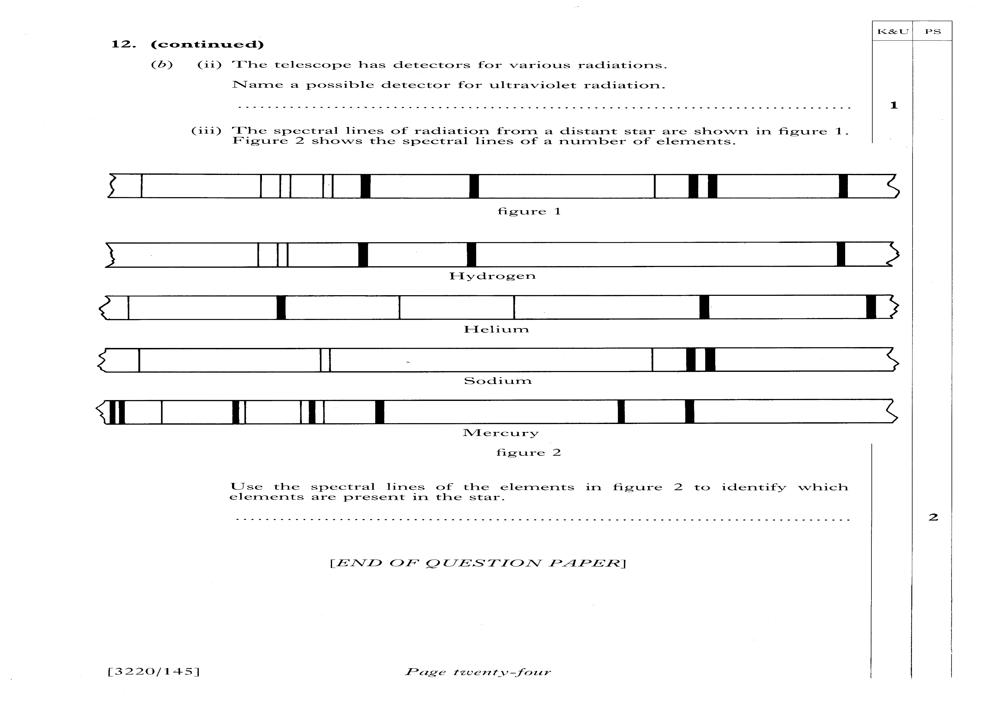 K&U PS
12. (continued)
(b) (ii) The telescope has detectors for various radiations.
Name a possible detector for ultraviolet radiation.
1
(iii) The spectral lines of radiation from a distant star are shown in figure 1.
Figure 2 shows the spectral lines of a number of elements.
figure 1
Hydrogen
Helium
Sodium
Mercury
figure 2
Use the spectral lines of the elements in figure 2 to identify which
elements are present in the star.
2
[END OF QUESTION PAPER]
[3220/145] Page twenty-four